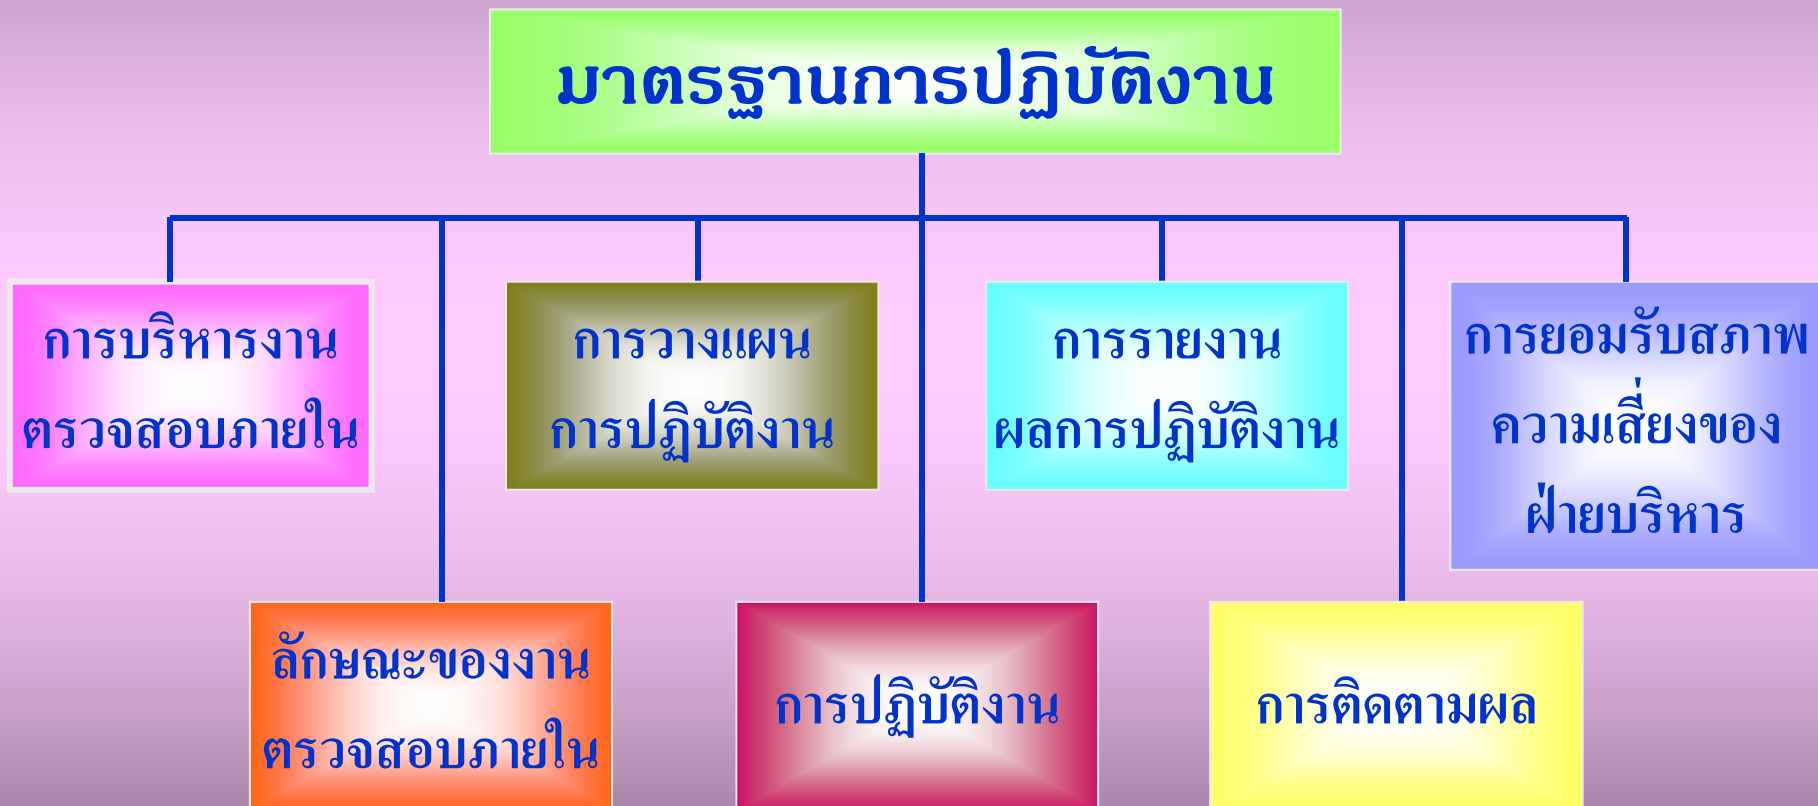 มาตรฐานการปฏิบัติงาน
การบริหารงาน
ตรวจสอบภายใน
การวางแผน
การปฏิบัติงาน
การรายงาน
ผลการปฏิบัติงาน
การยอมรับสภาพ
ความเสี่ยงของ
ฝ่ายบริหาร
ลักษณะของงาน
ตรวจสอบภายใน
การปฏิบัติงาน
การติดตามผล